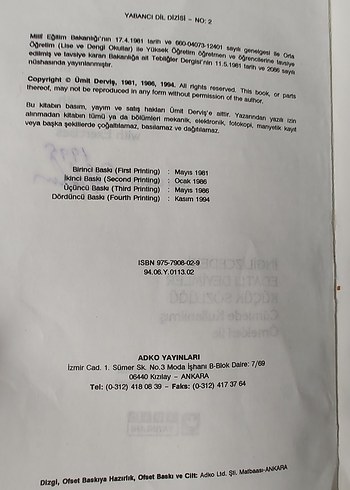 YABANCI DİL DİZİSİ – NO: 2
Millî Eğitim Bakanlığı'nın 17.4.1981 tarih ve 660-04073-12401 sayılı genelgesi ile Orta
Öğretim (Lise ve Dengi Okullar) ile Yüksek Öğretim öğretmen ve öğrencilerine tavsiye
edilmiş ve tavsiye kararı Bakanlığa ait Tebliğler Dergisi'nin 11.5.1981 tarih ve 2086 sayılı
nüshasında yayınlanmıştır.
Copyright © Ümit Derviş, 1981, 1986, 1994. All rights reserved. This book, or parts
thereof, may not be reproduced in any form without permission of the author.
Bu kitabın basım, yayım ve satış hakları Ümit Derviş'e aittir. Yazarından yazılı izin
alınmadan kitabın tümü ya da bölümleri mekanik, elektronik, fotokopi, manyetik kayıt
veya başka şekillerde çoğaltılamaz, basılamaz ve dağıtılamaz.
Birinci Baskı (First Printing) : Mayıs 1981
İkinci Baskı (Second Printing) : Ocak 1986
Üçüncü Baskı (Third Printing) : Mayıs 1986
Dördüncü Baskı (Fourth Printing) : Kasım 1994
ISBN 975-7908-02-9
94.06.Y.0113.02
ADKO YAYINLARI
İzmir Cad. 1. Sümer Sk. No.3 Moda İşhanı B-Blok Daire: 7/69
06440 Kızılay – ANKARA
Tel: (0-312) 418 08 39 – Faks: (0-312) 417 37 64
Dizgi, Ofset Baskıya Hazırlık, Ofset Baskı ve Cilt: Adko Ltd. Şti. Matbaası-ANKARA